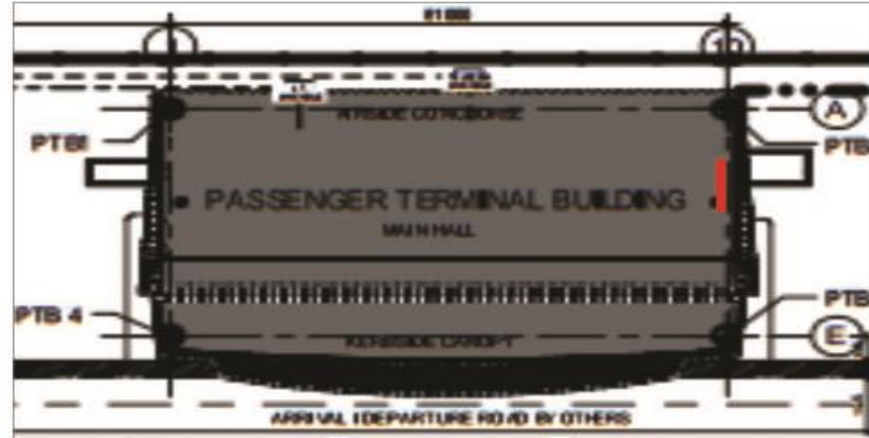 AIRSIDE CONCOURSE
A
PTB
PTB
PASSENGER TERMINAL BUILDING
MAIN HALL
PTB 4
PTB
KERBSIDE CANOPY
E
ARRIVAL / DEPARTURE ROAD BY OTHERS